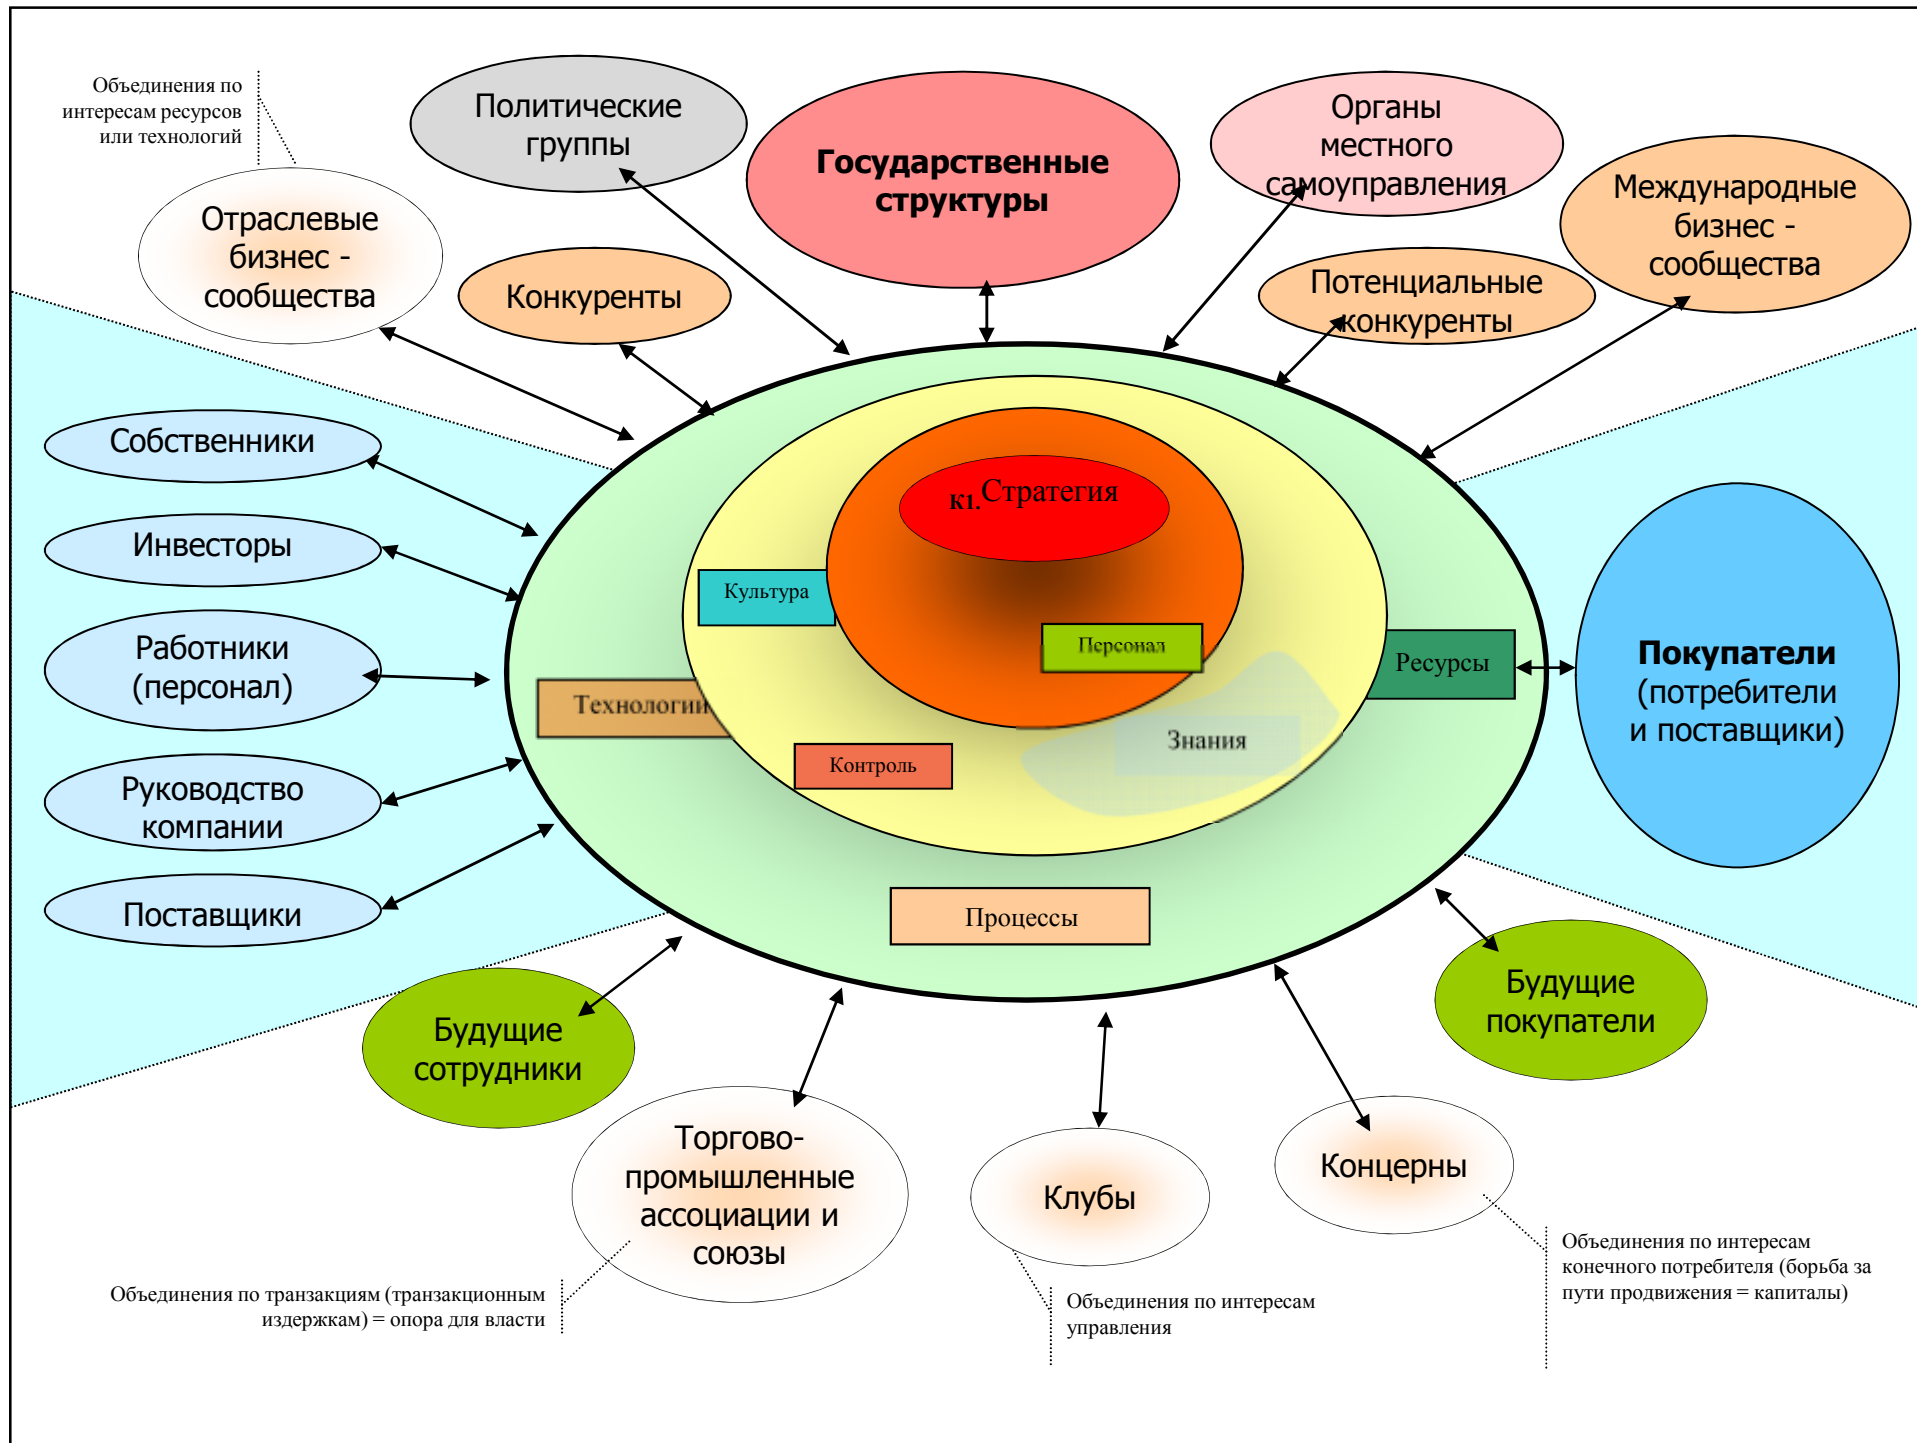 Объединения по
интересам ресурсов
или технологий
Политические
группы
Государственные
структуры
Органы
местного
самоуправления
Международные
бизнес -
сообщества
Отраслевые
бизнес -
сообщества
Конкуренты
Потенциальные
конкуренты
Собственники
Инвесторы
Работники
(персонал)
Руководство
компании
Поставщики
К1.Стратегия
Культура
Персонал
Ресурсы
Технологии
Знания
Контроль
Процессы
Покупатели
(потребители
и поставщики)
Будущие
сотрудники
Будущие
покупатели
Торгово-
промышленные
ассоциации и
союзы
Клубы
Концерны
Объединения по транзакциям (транзакционным
издержкам) = опора для власти
Объединения по интересам
управления
Объединения по интересам
конечного потребителя (борьба за
пути продвижения = капиталы)